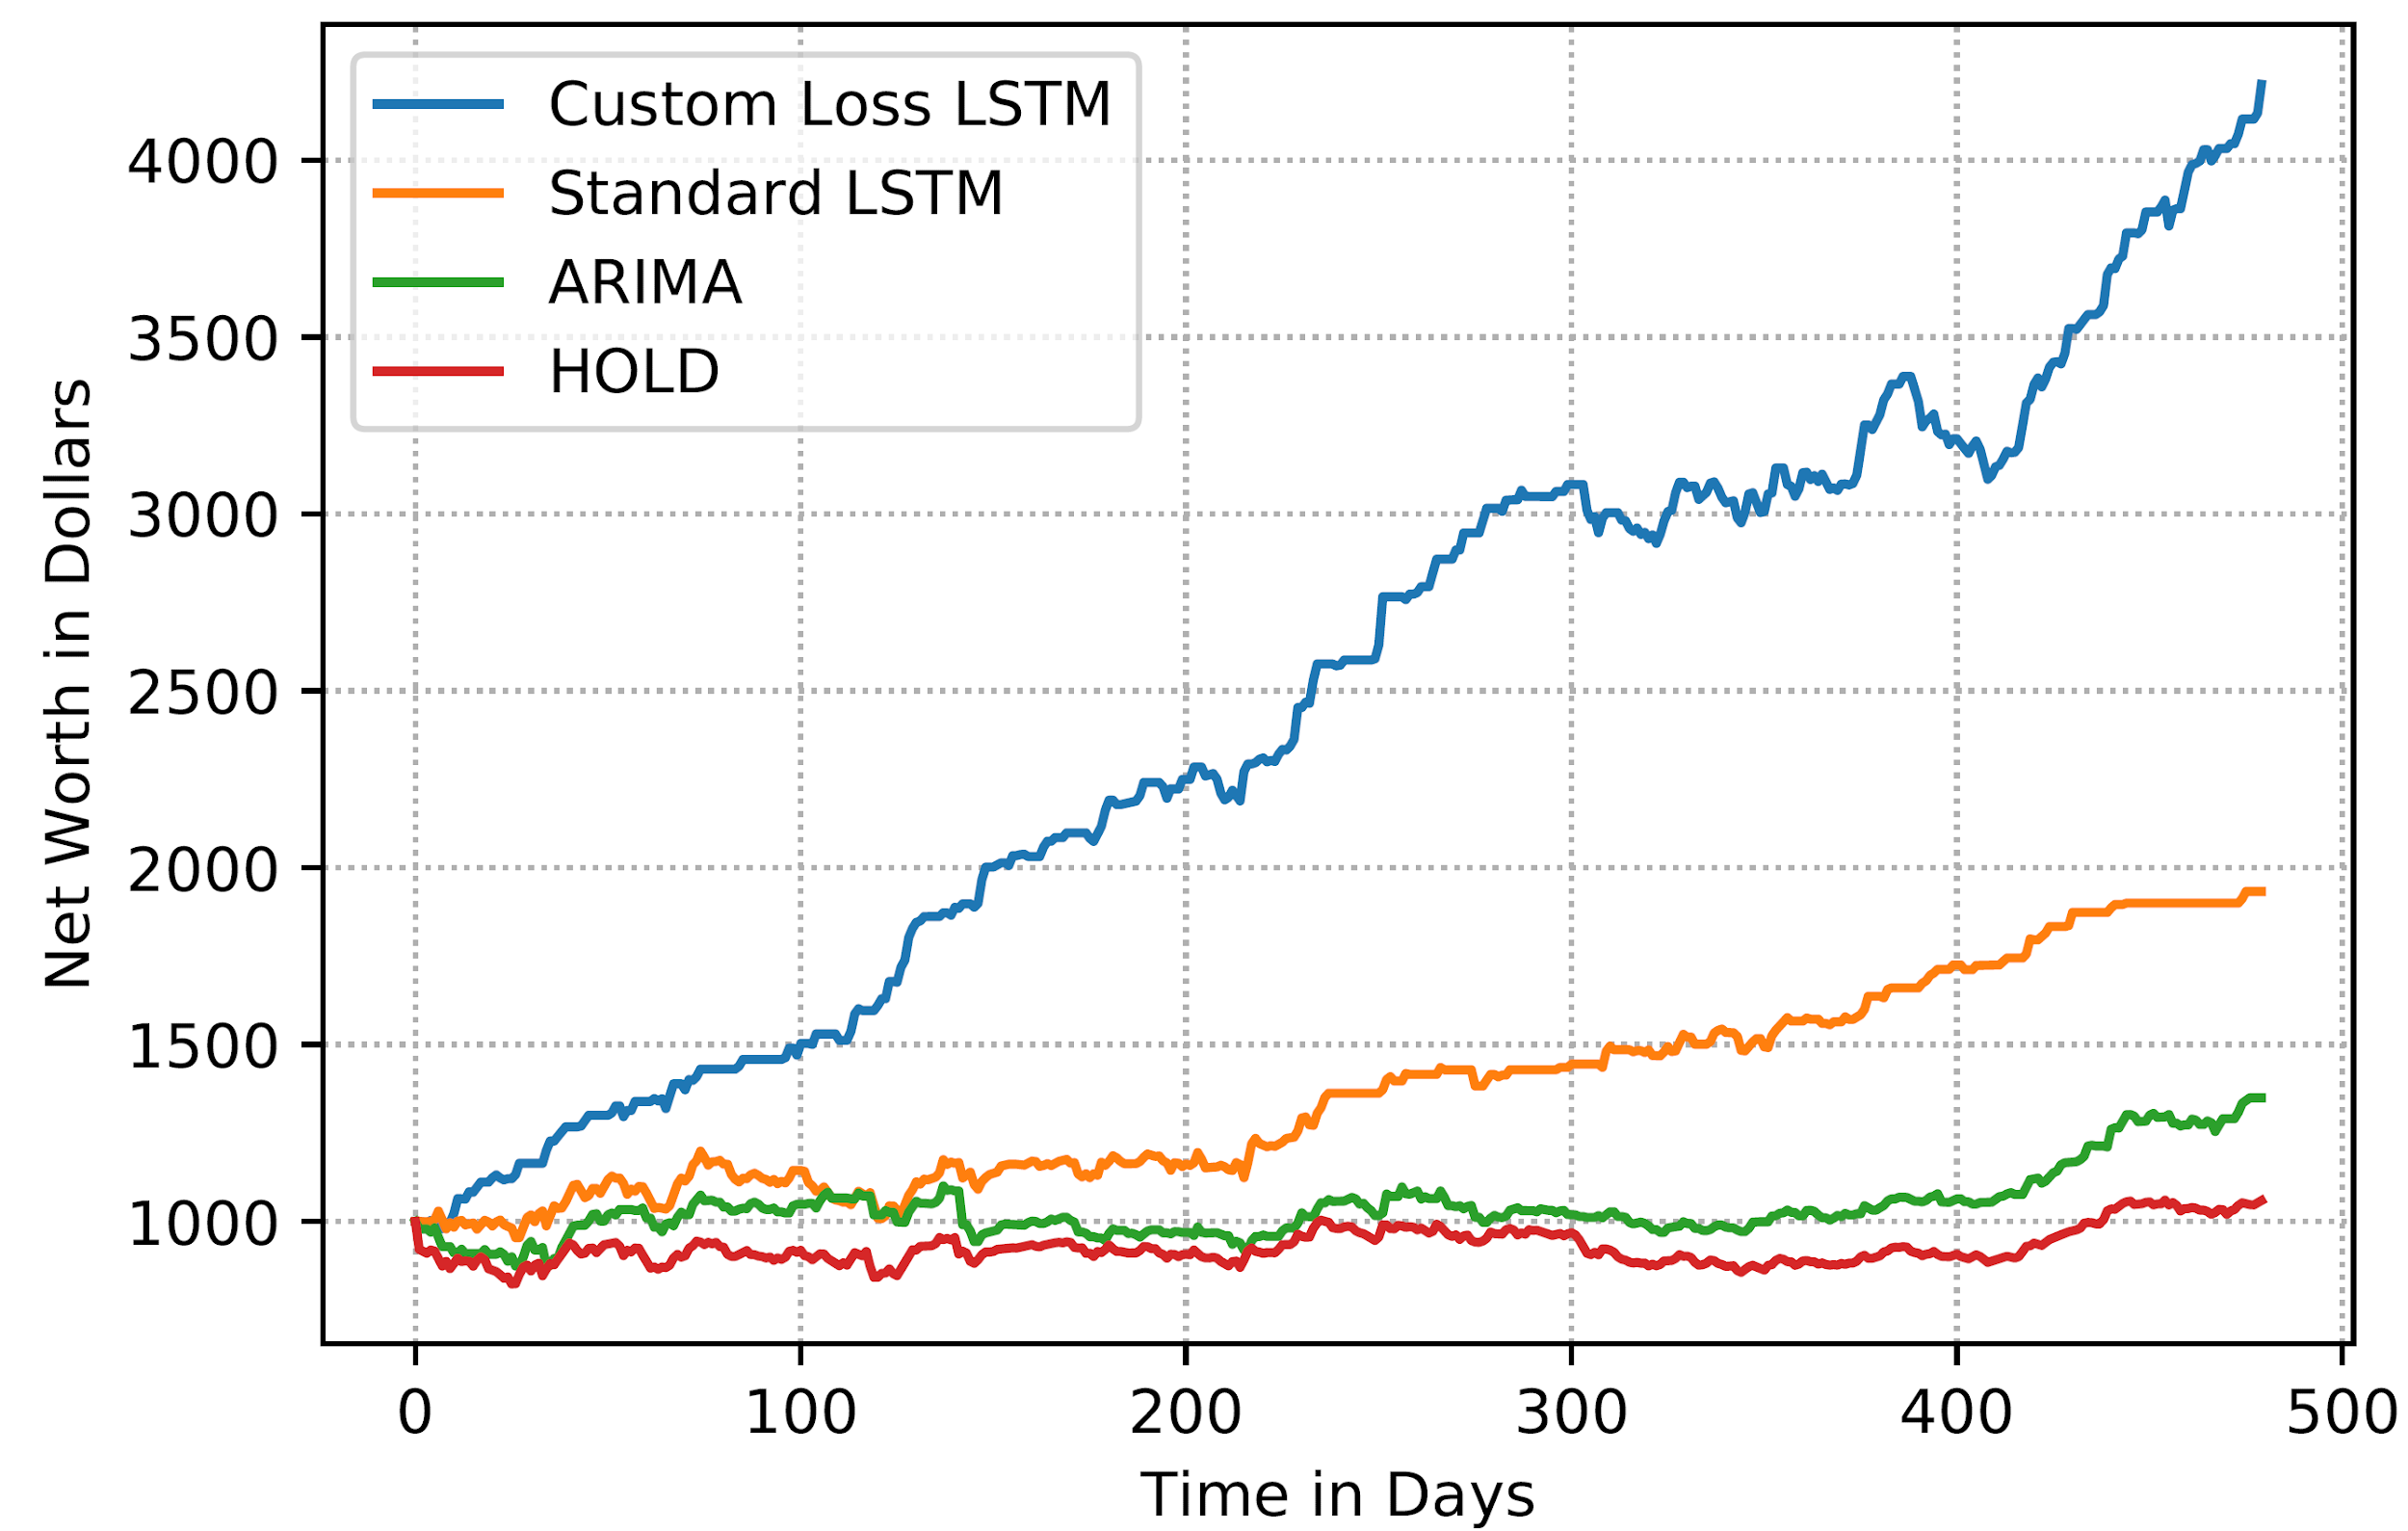 Custom Loss LSTM
Standard LSTM
ARIMA
HOLD
Net Worth in Dollars
4000
3500
3000
2500
2000
1500
1000
0 100 200 300 400 500
Time in Days